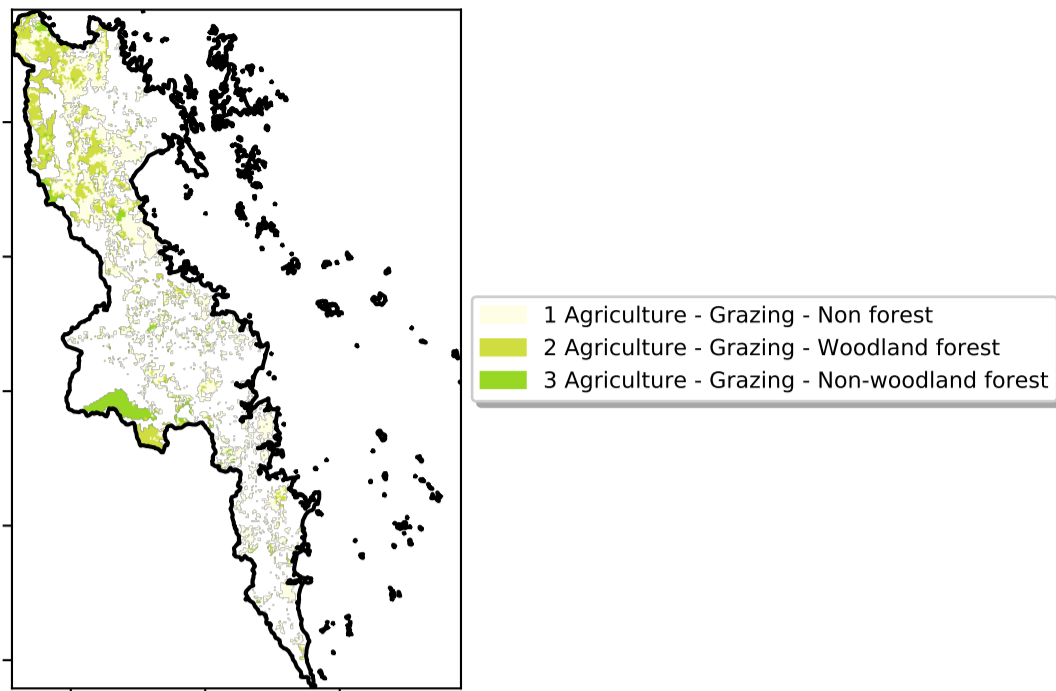 1 Agriculture - Grazing - Non forest
2 Agriculture - Grazing - Woodland forest
3 Agriculture - Grazing - Non-woodland forest